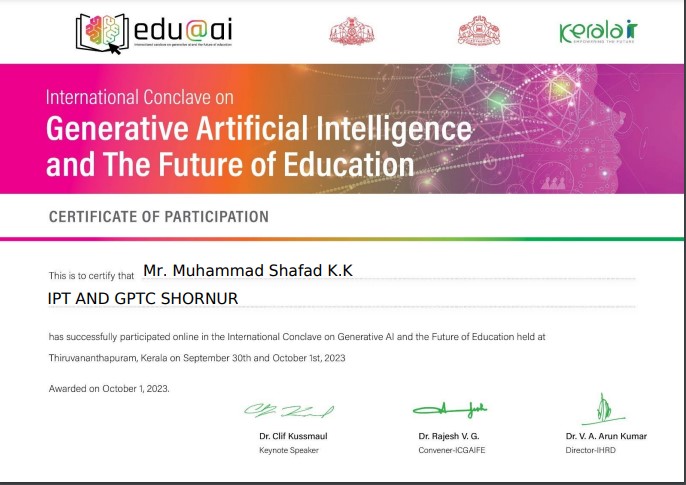 edu@ai
International conclave on generative ai and the future of education
Kerala it
EMPOWERING THE FUTURE
International Conclave on
Generative Artificial Intelligence
and The Future of Education
CERTIFICATE OF PARTICIPATION
This is to certify that Mr. Muhammad Shafad K.K
IPT AND GPTC SHORNUR
has successfully participated online in the International Conclave on Generative AI and the Future of Education held at
Thiruvananthapuram, Kerala on September 30th and October 1st, 2023
Awarded on October 1, 2023.
Dr. Clif Kussmaul
Keynote Speaker
Dr. Rajesh V. G.
Convener-ICGAIFE
Dr. V. A. Arun Kumar
Director-IHRD